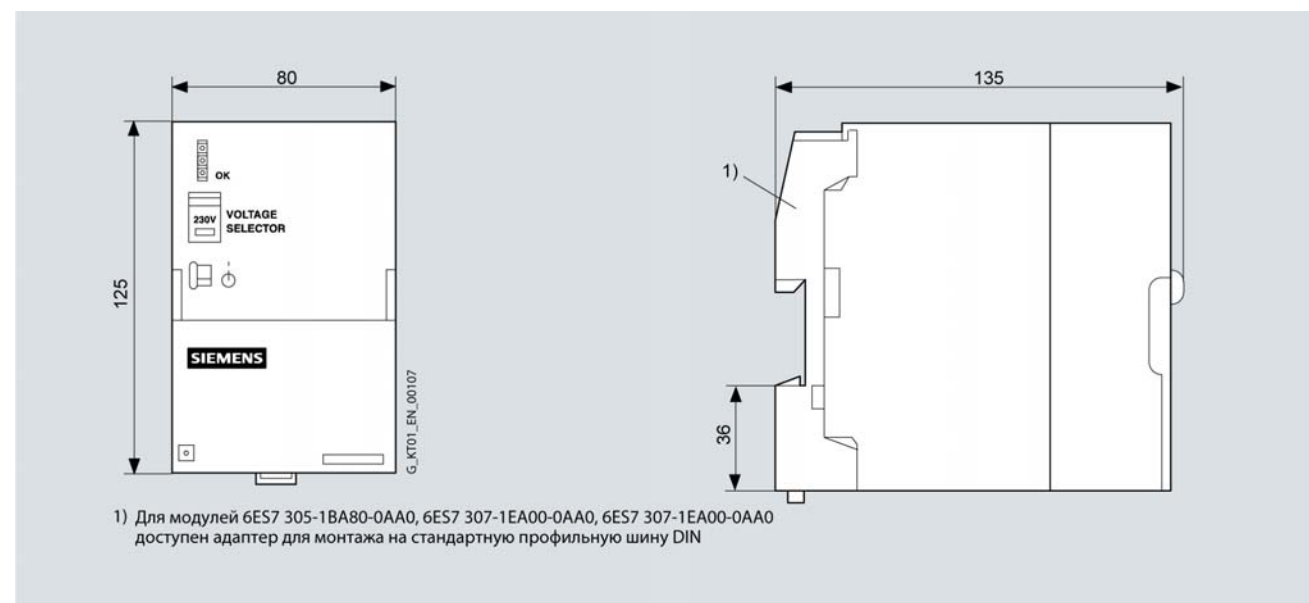 80
125
OK
230V
VOLTAGE
SELECTOR
SIEMENS
G_KT01_EN_00107
135
1)
36
1) Для модулей 6ES7 305-1BA80-0AA0, 6ES7 307-1EA00-0AA0, 6ES7 307-1EA00-0AA0
доступен адаптер для монтажа на стандартную профильную шину DIN